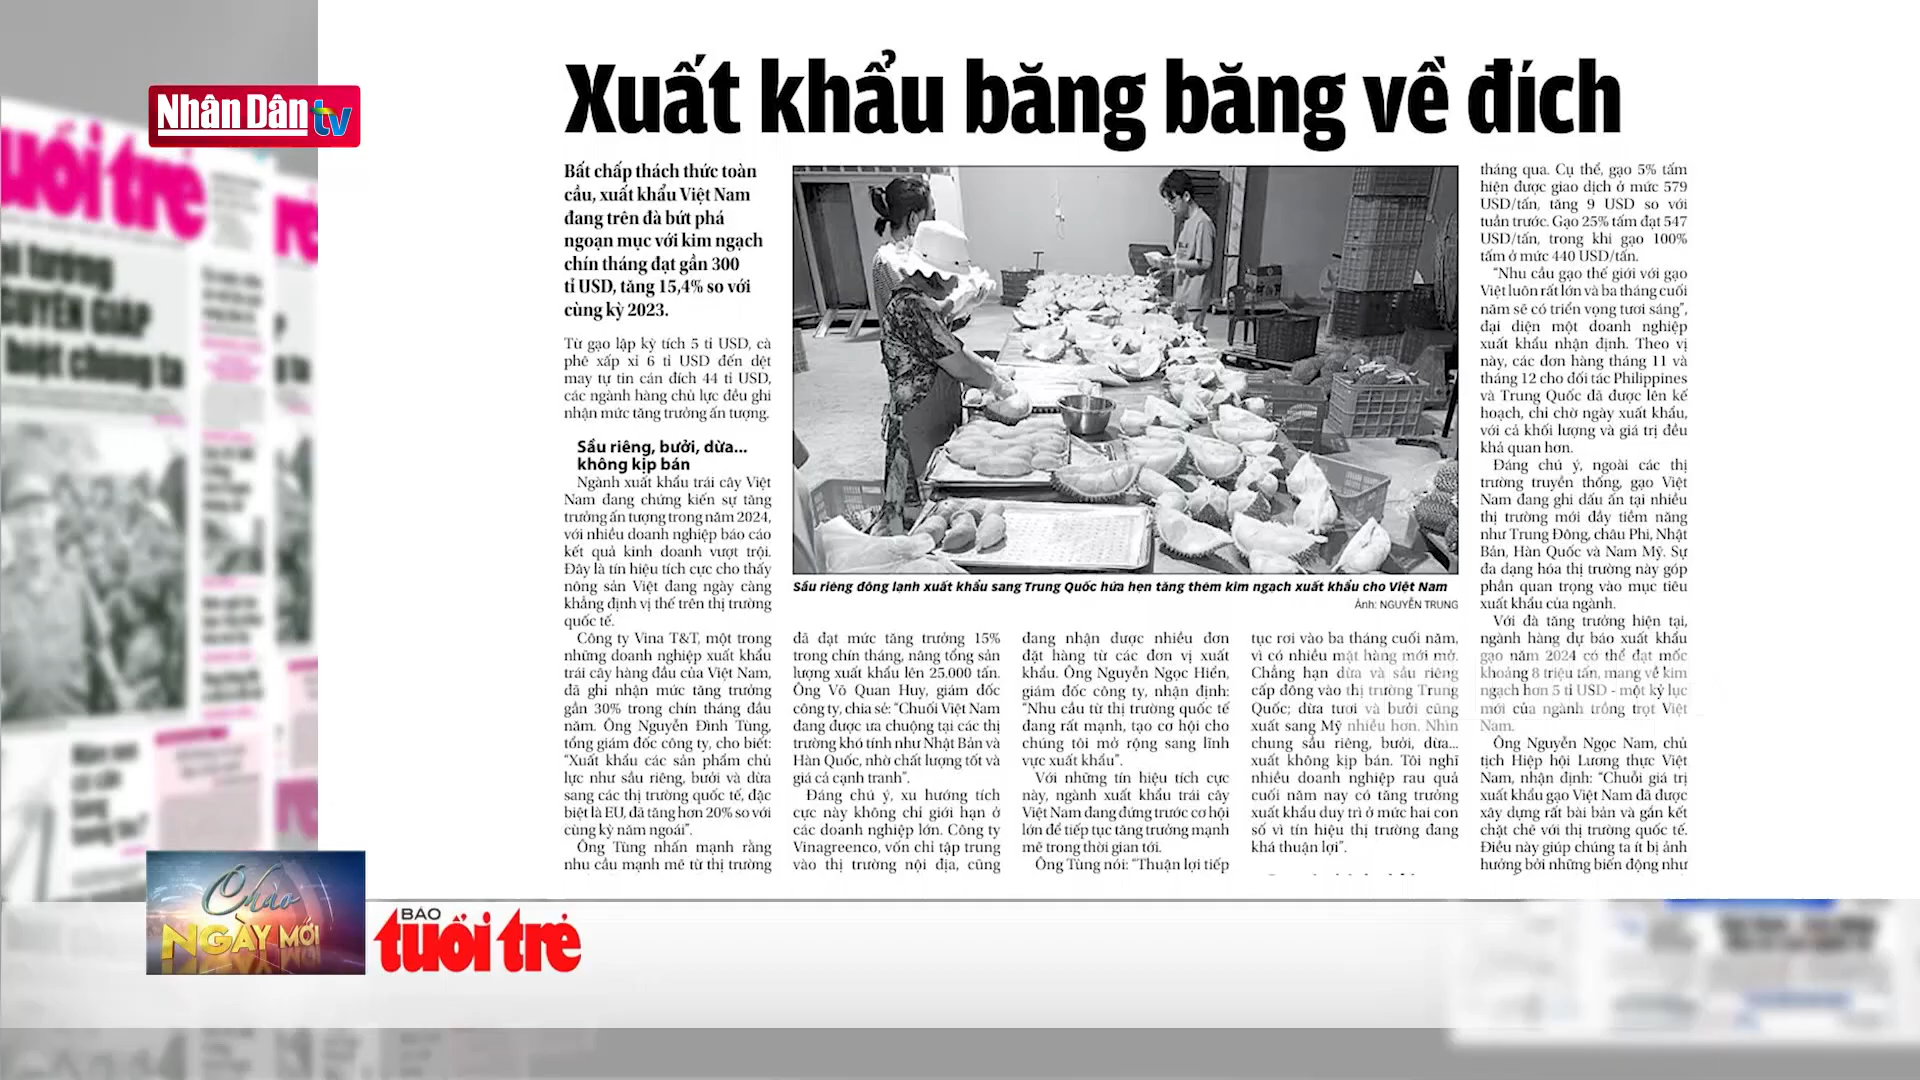 Nhân Dân tv
Xuất khẩu băng băng về đích
Bất chấp thách thức toàn
cầu, xuất khẩu Việt Nam
đang trên đà bứt phá
ngoạn mục với kim ngạch
chín tháng đạt gần 300
tỉ USD, tăng 15,4% so với
cùng kỳ 2023.
Từ gạo lập kỳ tích 5 tỉ USD, cà
phê xấp xỉ 6 tỉ USD đến dệt
may tự tin cán đích 44 tỉ USD,
các ngành hàng chủ lực đều ghi
nhận mức tăng trưởng ấn tượng.
Sầu riêng, bưởi, dừa...
không kịp bán
Ngành xuất khẩu trái cây Việt
Nam đang chứng kiến sự tăng
trưởng ấn tượng trong năm 2024,
với nhiều doanh nghiệp báo cáo
kết quả kinh doanh vượt trội.
Đây là tín hiệu tích cực cho thấy
nông sản Việt đang ngày càng
khẳng định vị thế trên thị trường
quốc tế.
Công ty Vina T&T, một trong
những doanh nghiệp xuất khẩu
trái cây hàng đầu của Việt Nam,
đã ghi nhận mức tăng trưởng
gần 30% trong chín tháng đầu
năm. Ông Nguyễn Đình Tùng,
tổng giám đốc công ty, cho biết:
"Xuất khẩu các sản phẩm chủ
lực như sầu riêng, bưởi và dừa
sang các thị trường quốc tế, đặc
biệt là EU, đã tăng hơn 20% so với
cùng kỳ năm ngoái".
Ông Tùng nhấn mạnh rằng
nhu cầu mạnh mẽ từ thị trường
Sầu riêng đông lạnh xuất khẩu sang Trung Quốc hứa hẹn tăng thêm kim ngạch xuất khẩu cho Việt Nam
Ảnh: NGUYỄN TRUNG
đã đạt mức tăng trưởng 15%
trong chín tháng, nâng tổng sản
lượng xuất khẩu lên 25.000 tấn.
Ông Võ Quan Huy, giám đốc
công ty, chia sẻ: "Chuối Việt Nam
đang được ưa chuộng tại các thị
trường khó tính như Nhật Bản và
Hàn Quốc, nhờ chất lượng tốt và
giá cả cạnh tranh".
Đáng chú ý, xu hướng tích
cực này không chỉ giới hạn ở
các doanh nghiệp lớn. Công ty
Vinagreenco, vốn chỉ tập trung
vào thị trường nội địa, cũng
đang nhận được nhiều đơn
đặt hàng từ các đơn vị xuất
khẩu. Ông Nguyễn Ngọc Hiển,
giám đốc công ty, nhận định:
"Nhu cầu từ thị trường quốc tế
đang rất mạnh, tạo cơ hội cho
chúng tôi mở rộng sang lĩnh
vực xuất khẩu".
Với những tín hiệu tích cực
này, ngành xuất khẩu trái cây
Việt Nam đang đứng trước cơ hội
lớn để tiếp tục tăng trưởng mạnh
mẽ trong thời gian tới.
Ông Tùng nói: "Thuận lợi tiếp
tục rơi vào ba tháng cuối năm,
vì có nhiều mặt hàng mới mở.
Chẳng hạn dừa và sầu riêng
cấp đông vào thị trường Trung
Quốc; dừa tươi và bưởi cũng
xuất sang Mỹ nhiều hơn. Nhìn
chung sầu riêng, bưởi, dừa...
xuất không kịp bán. Tôi nghĩ
nhiều doanh nghiệp rau quả
cuối năm nay có tăng trưởng
xuất khẩu duy trì ở mức hai con
số vì tín hiệu thị trường đang
khá thuận lợi".
tháng qua. Cụ thể, gạo 5% tấm
hiện được giao dịch ở mức 579
USD/tấn, tăng 9 USD so với
tuần trước. Gạo 25% tấm đạt 547
USD/tấn, trong khi gạo 100%
tấm ở mức 440 USD/tấn.
"Nhu cầu gạo thế giới với gạo
Việt luôn rất lớn và ba tháng cuối
năm sẽ có triển vọng tươi sáng",
đại diện một doanh nghiệp
xuất khẩu nhận định. Theo vị
này, các đơn hàng tháng 11 và
tháng 12 cho đối tác Philippines
và Trung Quốc đã được lên kế
hoạch, chỉ chờ ngày xuất khẩu,
với cả khối lượng và giá trị đều
khả quan hơn.
Đáng chú ý, ngoài các thị
trường truyền thống, gạo Việt
Nam đang ghi dấu ấn tại nhiều
thị trường mới đầy tiềm năng
như Trung Đông, châu Phi, Nhật
Bản, Hàn Quốc và Nam Mỹ. Sự
đa dạng hóa thị trường này góp
phần quan trọng vào mục tiêu
xuất khẩu của ngành.
Với đà tăng trưởng hiện tại,
ngành hàng dự báo xuất khẩu
gạo năm 2024 có thể đạt mốc
khoảng 8 triệu tấn, mang về kim
ngạch hơn 5 tỉ USD - một kỷ lục
mới của ngành trồng trọt Việt
Nam.
Ông Nguyễn Ngọc Nam, chủ
tịch Hiệp hội Lương thực Việt
Nam, nhận định: "Chuỗi giá trị
xuất khẩu gạo Việt Nam đã được
xây dựng rất bài bản và gắn kết
chặt chẽ với thị trường quốc tế.
Điều này giúp chúng ta ít bị ảnh
hưởng bởi những biến động như
tuổi trẻ
Chào
NGÀY MỚI
BÁO
tuổi trẻ